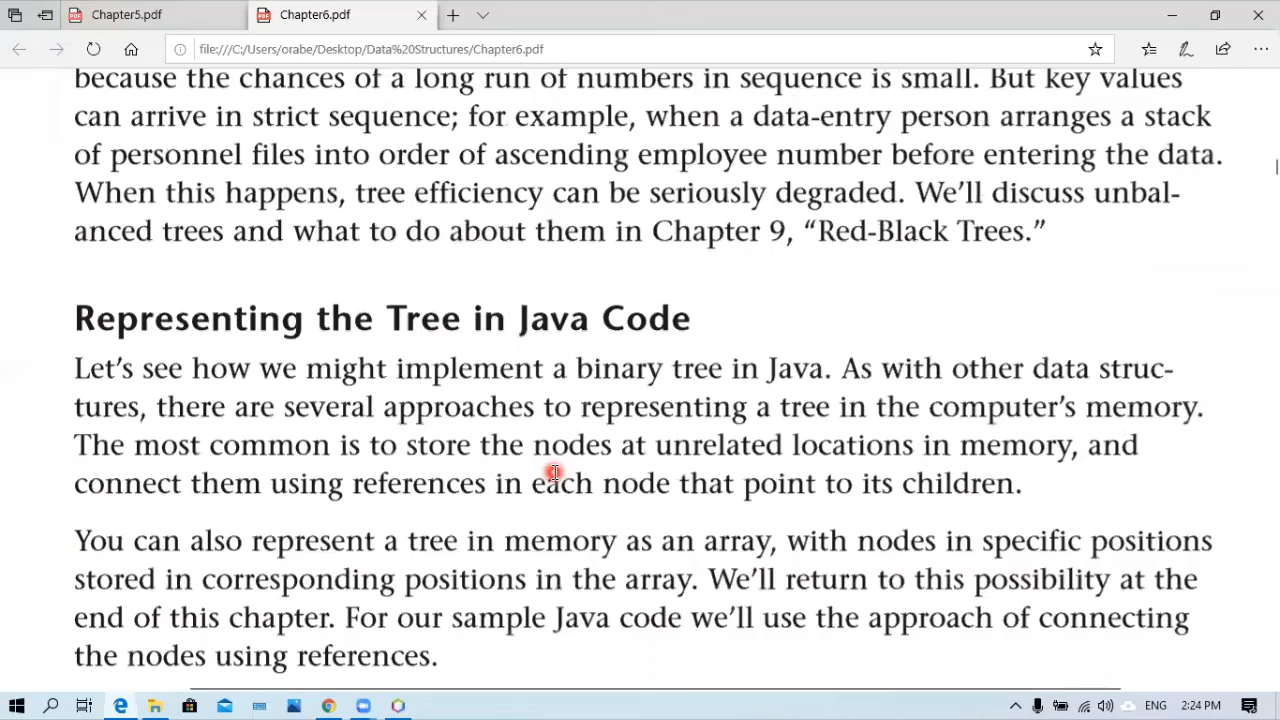 Chapter5.pdf
Chapter6.pdf
file:///C:/Users/orabe/Desktop/Data%20Structures/Chapter6.pdf
because the chances of a long run of numbers in sequence is small. But key values
can arrive in strict sequence; for example, when a data-entry person arranges a stack
of personnel files into order of ascending employee number before entering the data.
When this happens, tree efficiency can be seriously degraded. We’ll discuss unbal-
anced trees and what to do about them in Chapter 9, “Red-Black Trees.”
Representing the Tree in Java Code
Let’s see how we might implement a binary tree in Java. As with other data struc-
tures, there are several approaches to representing a tree in the computer’s memory.
The most common is to store the nodes at unrelated locations in memory, and
connect them using references in each node that point to its children.
You can also represent a tree in memory as an array, with nodes in specific positions
stored in corresponding positions in the array. We’ll return to this possibility at the
end of this chapter. For our sample Java code we’ll use the approach of connecting
the nodes using references.
ENG
2:24 PM